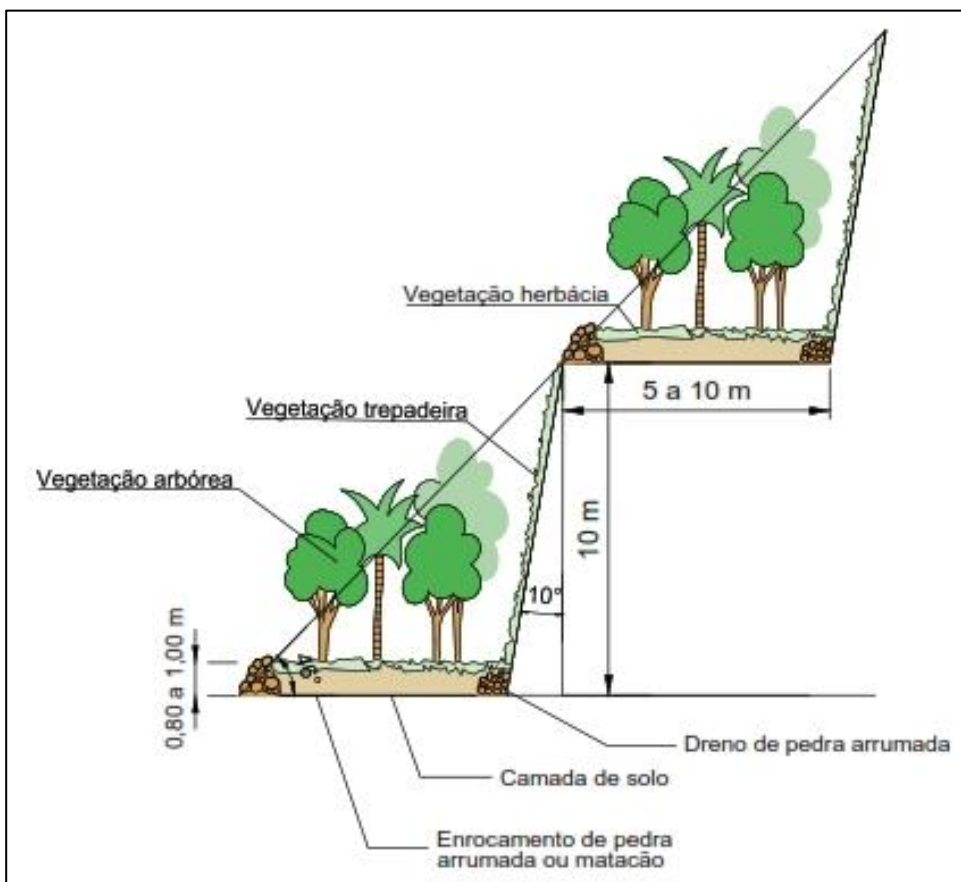 Vegetação herbácia
5 a 10 m
Vegetação trepadeira
Vegetação arbórea
10 m
10°
0,80 a 1,00 m
Dreno de pedra arrumada
Camada de solo
Enrocamento de pedra
arrumada ou matacão